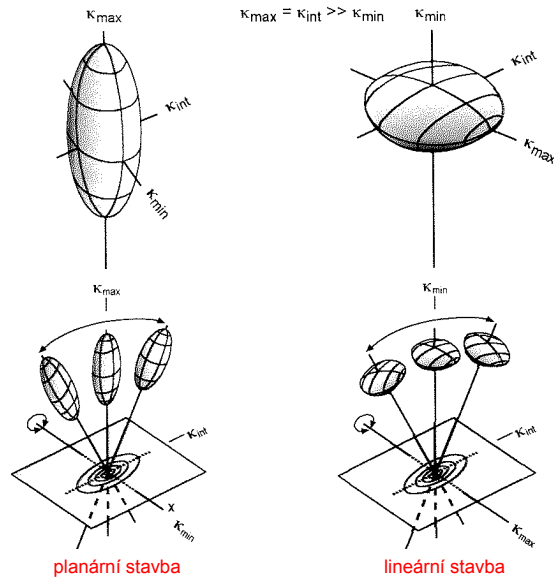 κmax
κmax = κint >> κmin
κmin
κint
κint
κmin
κmax
κmax
κmin
κint
κint
x
κmin
κmax
planární stavba
lineární stavba